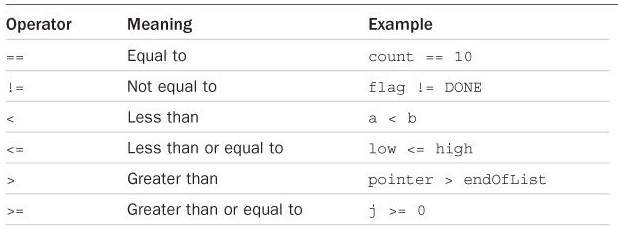 Operator Meaning Example
== Equal to count == 10
!= Not equal to flag != DONE
< Less than a < b
<= Less than or equal to low <= high
> Greater than pointer > endOfList
>= Greater than or equal to j >= 0